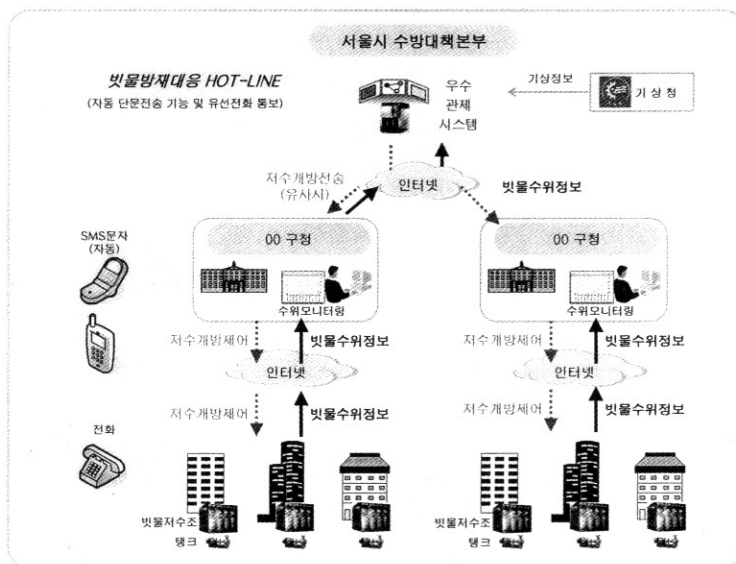 서울시 수방대책본부
빗물방재대응 HOT-LINE
(자동 단문전송 기능 및 유선전화 통보)
우수
관제
시스템
기상정보
기 상 청
저수개방전송
(유사시)
인터넷
빗물수위정보
SMS문자
(자동)
00 구청
00 구청
수위모니터링
수위모니터링
저수개방제어
빗물수위정보
저수개방제어
빗물수위정보
인터넷
인터넷
저수개방제어
빗물수위정보
저수개방제어
빗물수위정보
전화
빗물저수조
탱크
빗물저수조
탱크